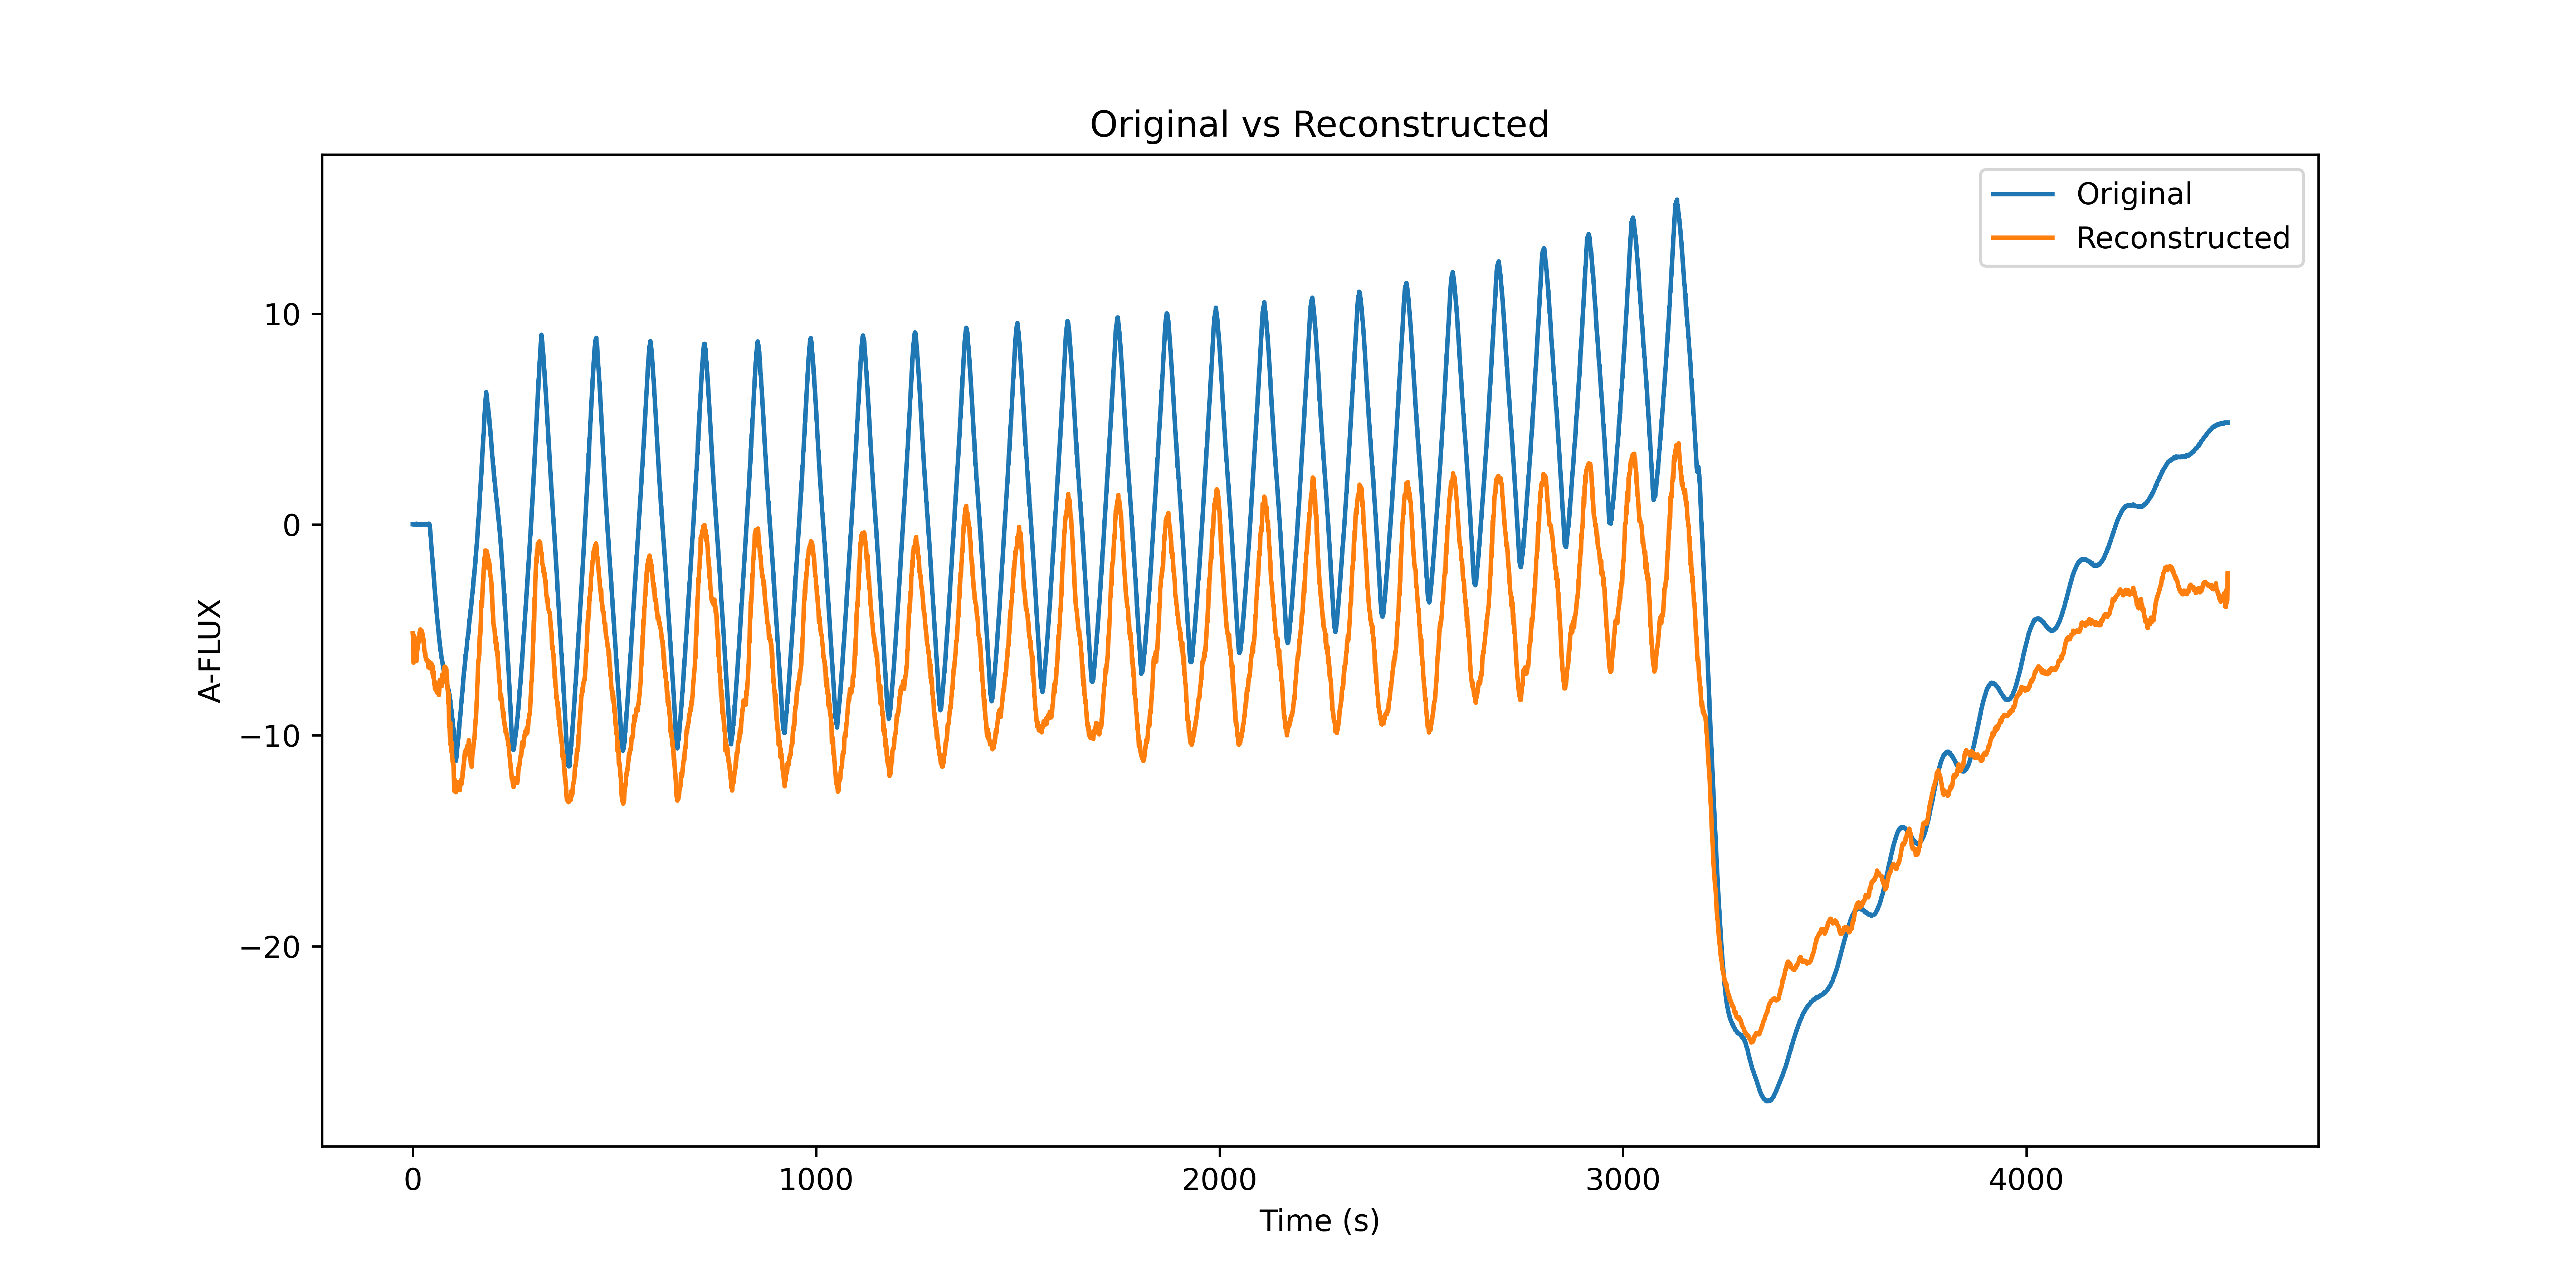 Original vs Reconstructed
Original
Reconstructed
10
0
−10
−20
A-FLUX
0
1000
2000
3000
4000
Time (s)